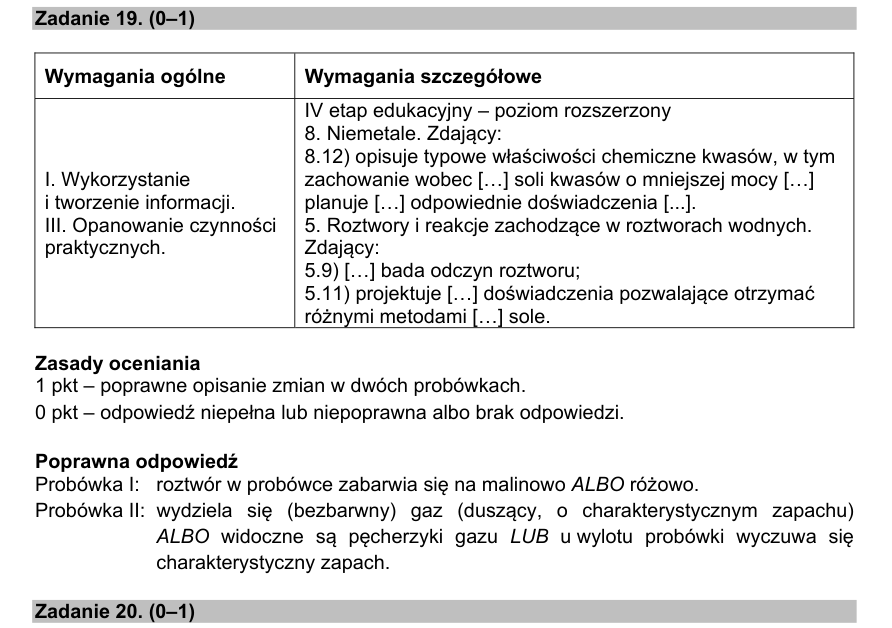 Zadanie 19. (0–1)
Wymagania ogólne
Wymagania szczegółowe
I. Wykorzystanie
i tworzenie informacji.
III. Opanowanie czynności
praktycznych.
IV etap edukacyjny – poziom rozszerzony
8. Niemetale. Zdający:
8.12) opisuje typowe właściwości chemiczne kwasów, w tym
zachowanie wobec […] soli kwasów o mniejszej mocy […]
planuje […] odpowiednie doświadczenia [...].
5. Roztwory i reakcje zachodzące w roztworach wodnych.
Zdający:
5.9) […] bada odczyn roztworu;
5.11) projektuje […] doświadczenia pozwalające otrzymać
różnymi metodami […] sole.
Zasady oceniania
1 pkt – poprawne opisanie zmian w dwóch probówkach.
0 pkt – odpowiedź niepełna lub niepoprawna albo brak odpowiedzi.
Poprawna odpowiedź
Probówka I: roztwór w probówce zabarwia się na malinowo ALBO różowo.
Probówka II: wydziela się (bezbarwny) gaz (duszący, o charakterystycznym zapachu)
ALBO widoczne są pęcherzyki gazu LUB u wylotu probówki wyczuwa się
charakterystyczny zapach.
Zadanie 20. (0–1)